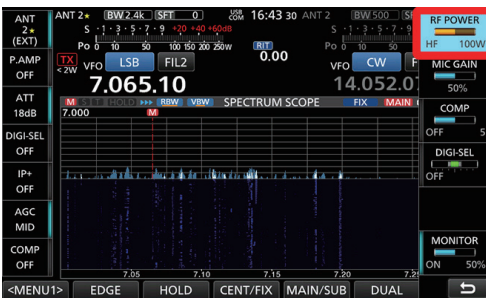 ANT 2★ (EXT)
ANT 2★ BW 2.4k SFT 0 USB COM 16:43 30 ANT 2 BW 500 SF
RF POWER
HF 100W
S 1 3 5 7 9 +20 +40 +60dB
S 1 3 5 7 9
Po 0 10 50 100 150 200 250W
Po 0 10 50
RIT
0.00
P.AMP
OFF
TX
<2W
VFO LSB FIL2
VFO CW F
7.065.10
14.052.0
MIC GAIN
50%
ATT
18dB
M S T HOLD RBW VBW SPECTRUM SCOPE FIX MAIN
7.000
M
COMP
OFF 5
DIGI-SEL
OFF
DIGI-SEL
OFF
IP+
OFF
AGC
MID
COMP
OFF
MONITOR
ON 50%
7.05 7.10 7.15 7.20 7.25
<MENU1> EDGE HOLD CENT/FIX MAIN/SUB DUAL